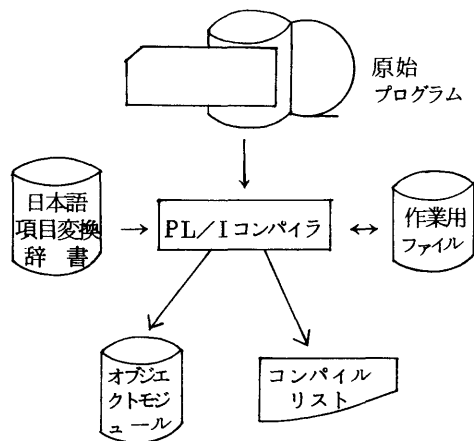 原始
プログラム
日本語
項目変換
辞 書
PL/Iコンパイラ
作業用
ファイル
オブジェ
クトモジ
ュール
コンパイル
リスト